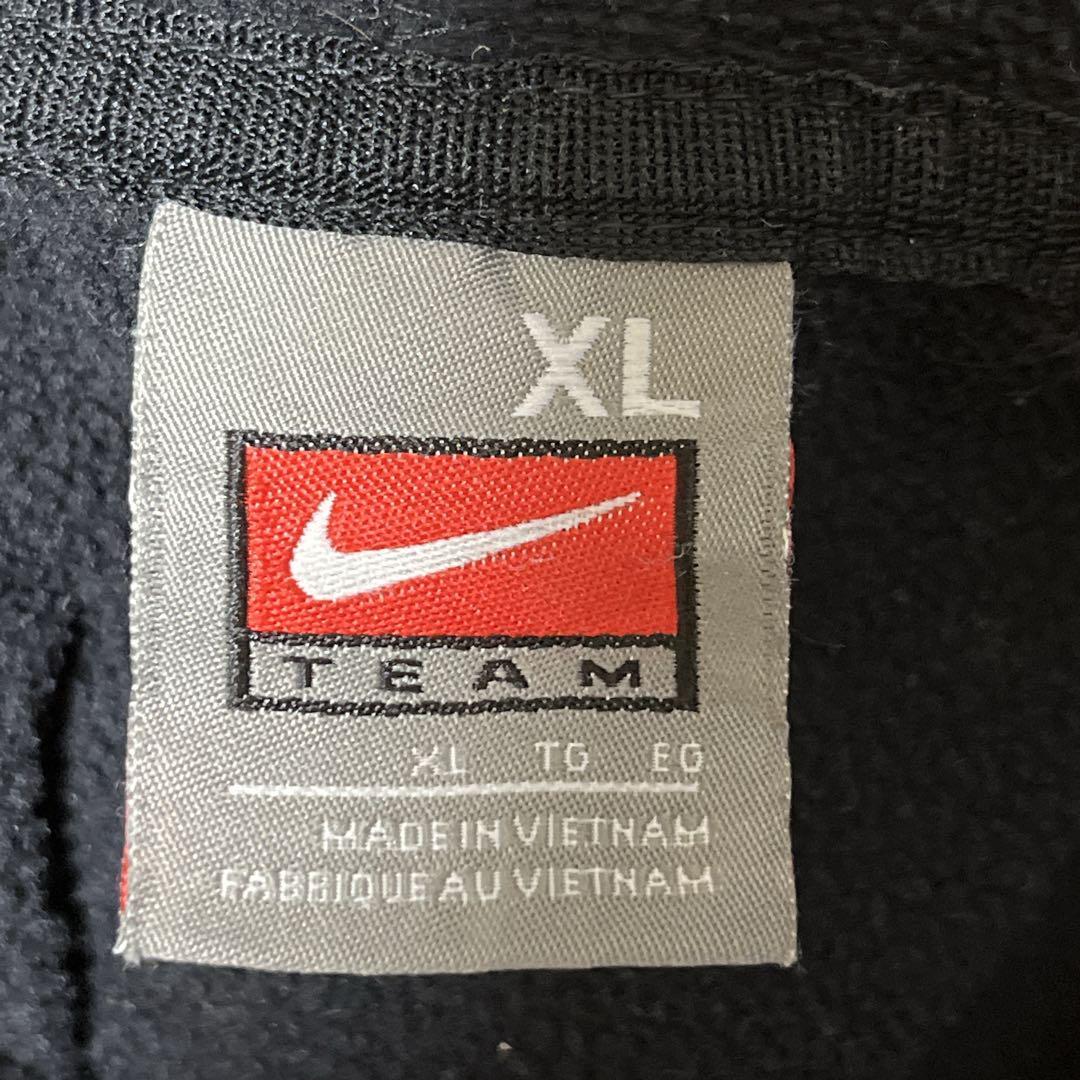 XL
TEAM
XL TG EG
MADE IN VIETNAM
FABRIQUE AU VIETNAM